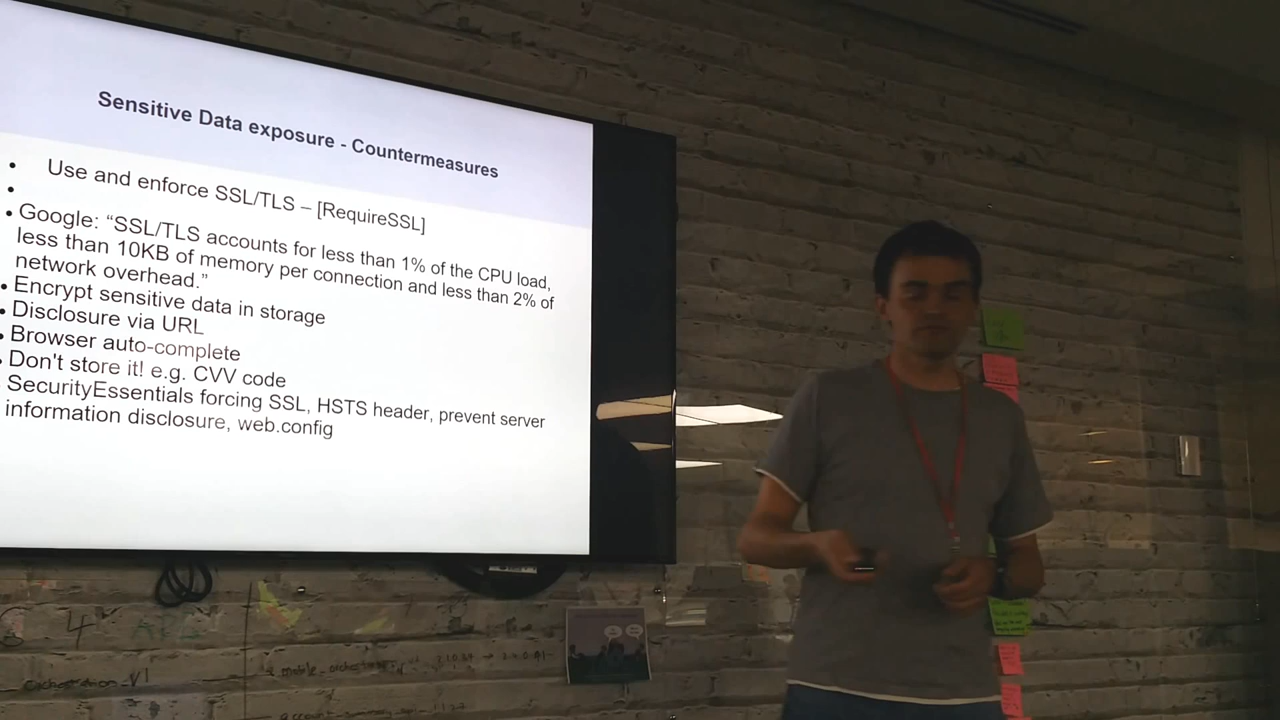 Sensitive Data exposure - Countermeasures
Use and enforce SSL/TLS – [RequireSSL]
Google: “SSL/TLS accounts for less than 1% of the CPU load,
less than 10KB of memory per connection and less than 2% of
network overhead.”
Encrypt sensitive data in storage
Disclosure via URL
Browser auto-complete
Don't store it! e.g. CVV code
SecurityEssentials forcing SSL, HSTS header, prevent server
information disclosure, web.config